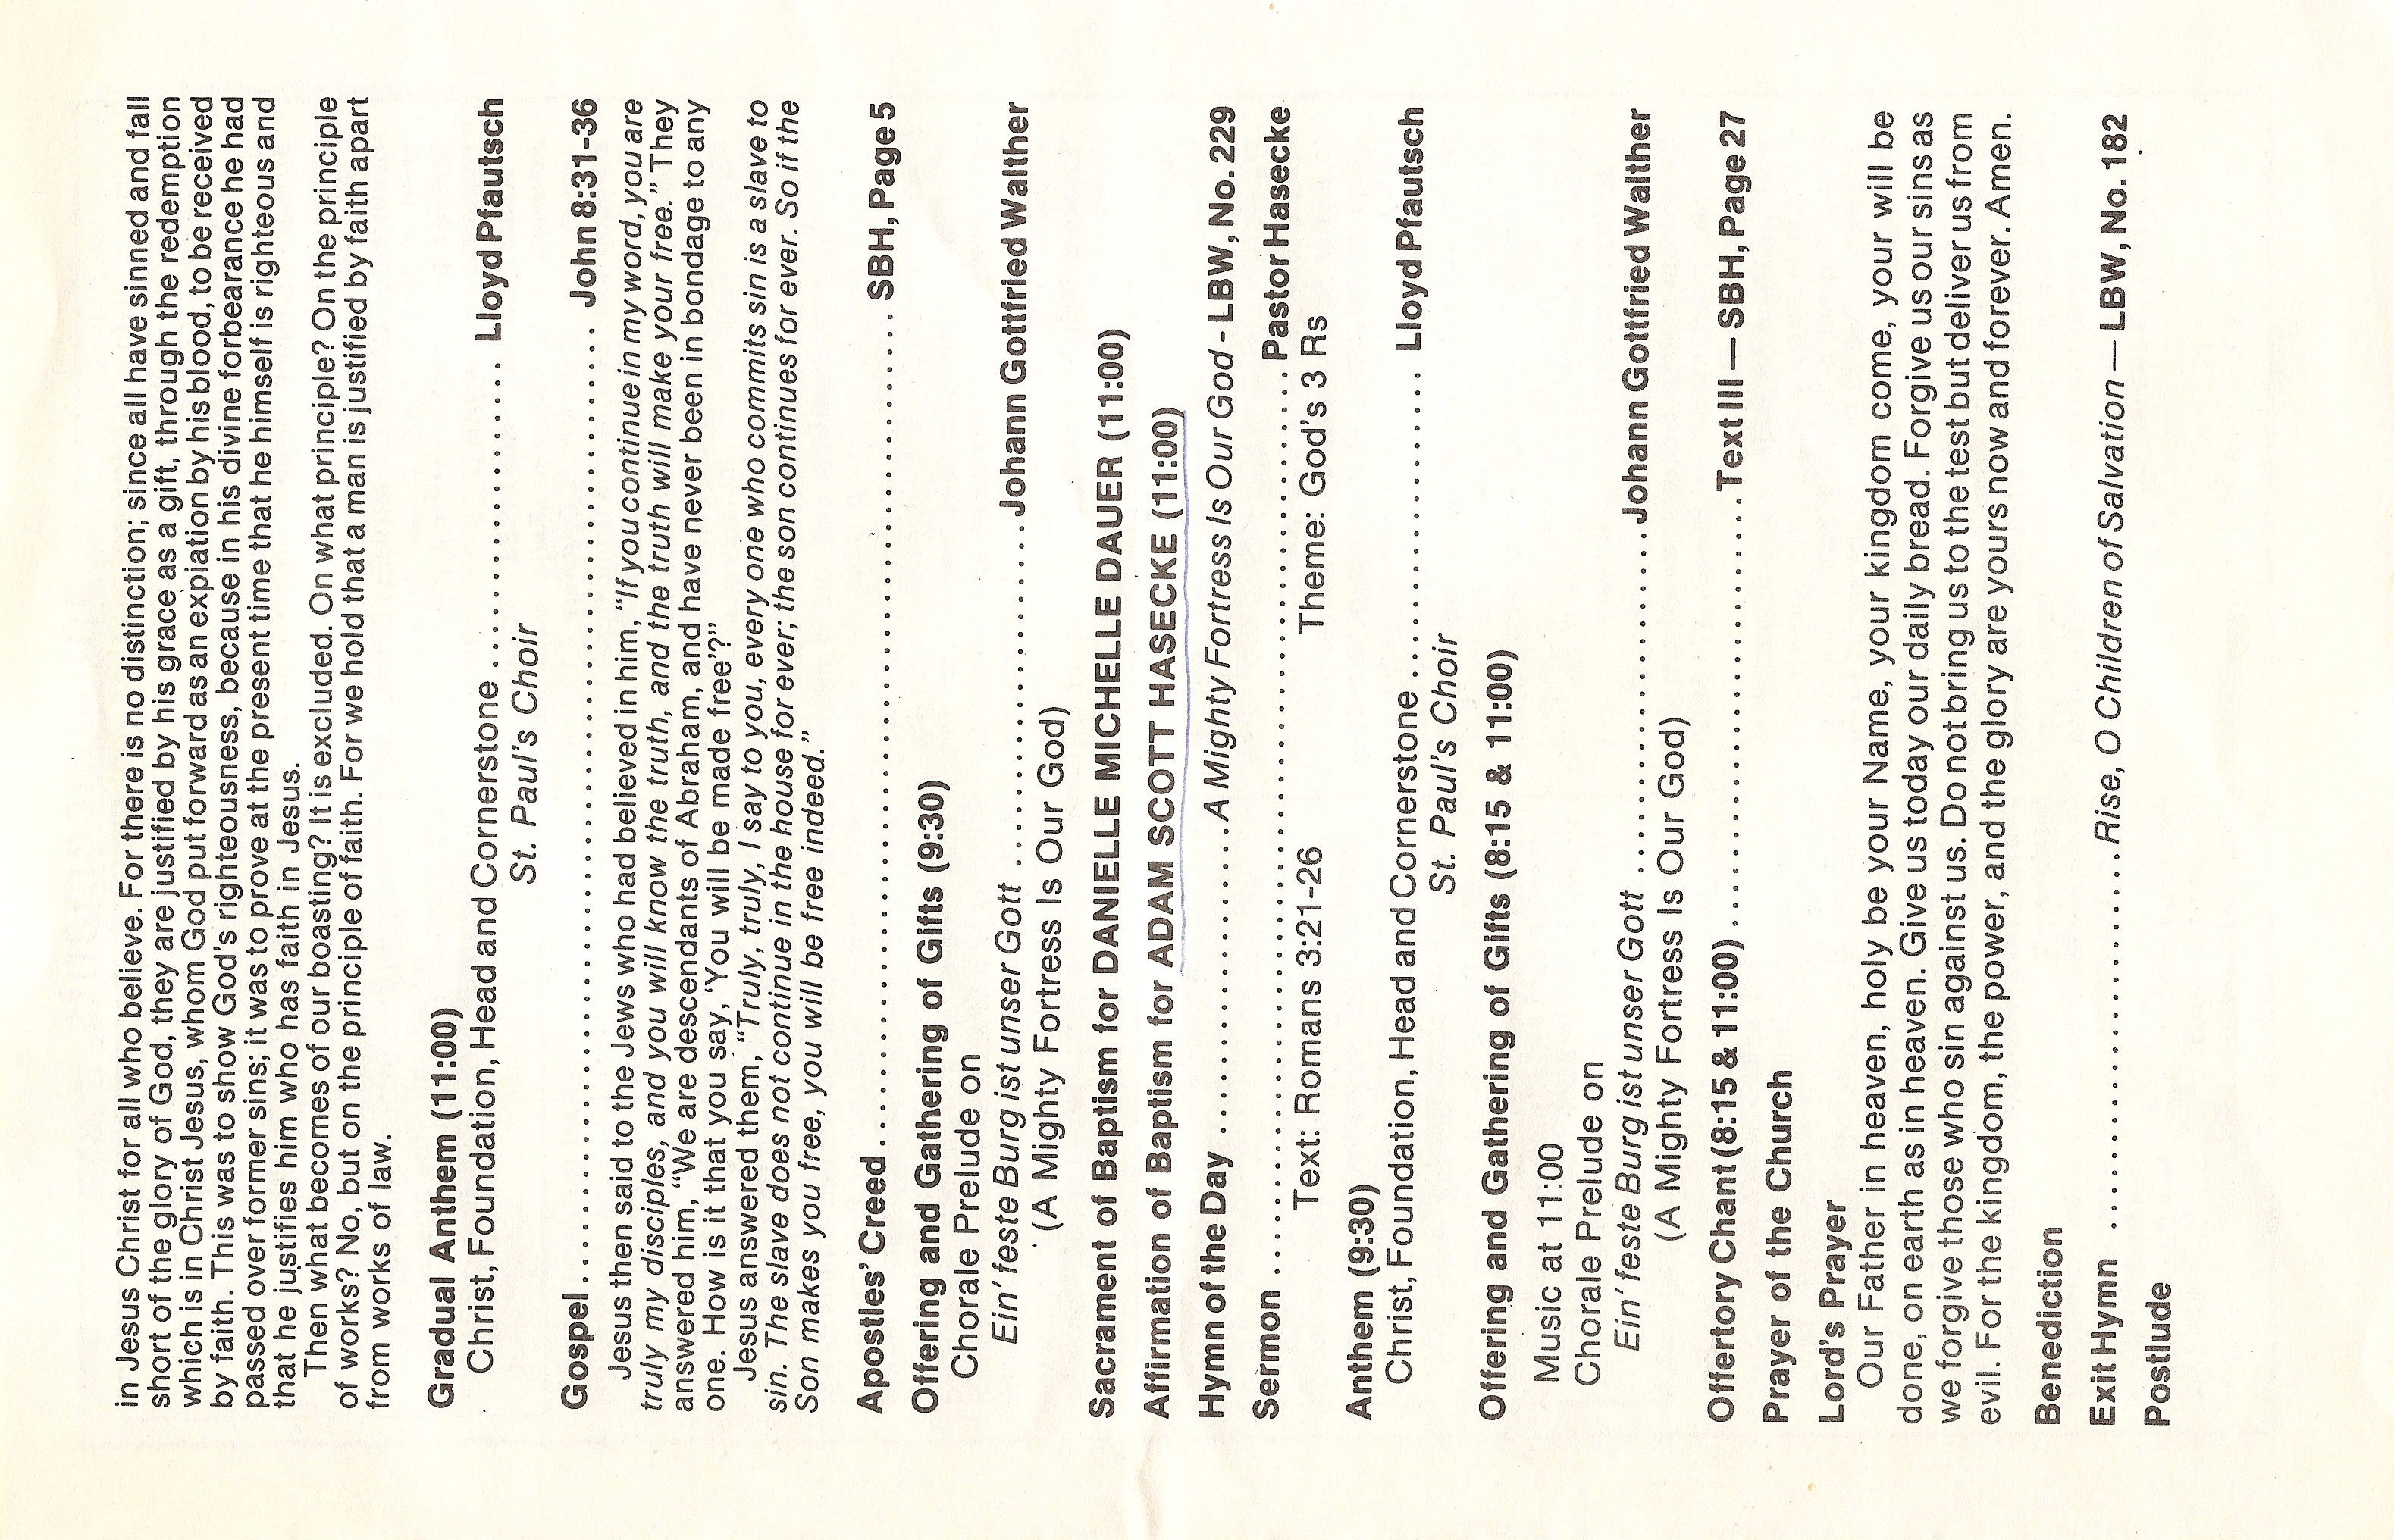 in Jesus Christ for all who believe. For there is no distinction; since all have sinned and fall
short of the glory of God, they are justified by his grace as a gift, through the redemption
which is in Christ Jesus, whom God put forward as an expiation by his blood, to be received
by faith. This was to show God's righteousness, because in his divine forbearance he had
passed over former sins; it was to prove at the present time that he himself is righteous and
that he justifies him who has faith in Jesus.
Then what becomes of our boasting? It is excluded. On what principle? On the principle
of works? No, but on the principle of faith. For we hold that a man is justified by faith apart
from works of law.
Gradual Anthem (11:00)
Christ, Foundation, Head and Cornerstone .................... Lloyd Pfautsch
St. Paul's Choir
Gospel .................................................................. John 8:31-36
Jesus then said to the Jews who had believed in him, "If you continue in my word, you are
truly my disciples, and you will know the truth, and the truth will make your free." They
answered him, "We are descendants of Abraham, and have never been in bondage to any
one. How is it that you say, 'You will be made free'?"
Jesus answered them, "Truly, truly, I say to you, every one who commits sin is a slave to
sin. The slave does not continue in the house for ever; the son continues for ever. So if the
Son makes you free, you will be free indeed."
Apostles' Creed ........................................................ SBH, Page 5
Offering and Gathering of Gifts (9:30)
Chorale Prelude on
Ein' feste Burg ist unser Gott ........................ Johann Gottfried Walther
(A Mighty Fortress Is Our God)
Sacrament of Baptism for DANIELLE MICHELLE DAUER (11:00)
Affirmation of Baptism for ADAM SCOTT HASECKE (11:00)
Hymn of the Day ....................... A Mighty Fortress Is Our God - LBW, No. 229
Sermon ............................................................ Pastor Hasecke
Text: Romans 3:21-26 Theme: God's 3 Rs
Anthem (9:30)
Christ, Foundation, Head and Cornerstone .................... Lloyd Pfautsch
St. Paul's Choir
Offering and Gathering of Gifts (8:15 & 11:00)
Music at 11:00
Chorale Prelude on
Ein' feste Burg ist unser Gott ........................ Johann Gottfried Walther
(A Mighty Fortress Is Our God)
Offertory Chant (8:15 & 11:00) ............................. Text III — SBH, Page 27
Prayer of the Church
Lord's Prayer
Our Father in heaven, holy be your Name, your kingdom come, your will be
done, on earth as in heaven. Give us today our daily bread. Forgive us our sins as
we forgive those who sin against us. Do not bring us to the test but deliver us from
evil. For the kingdom, the power, and the glory are yours now and forever. Amen.
Benediction
Exit Hymn .......................... Rise, O Children of Salvation — LBW, No. 182
Postlude